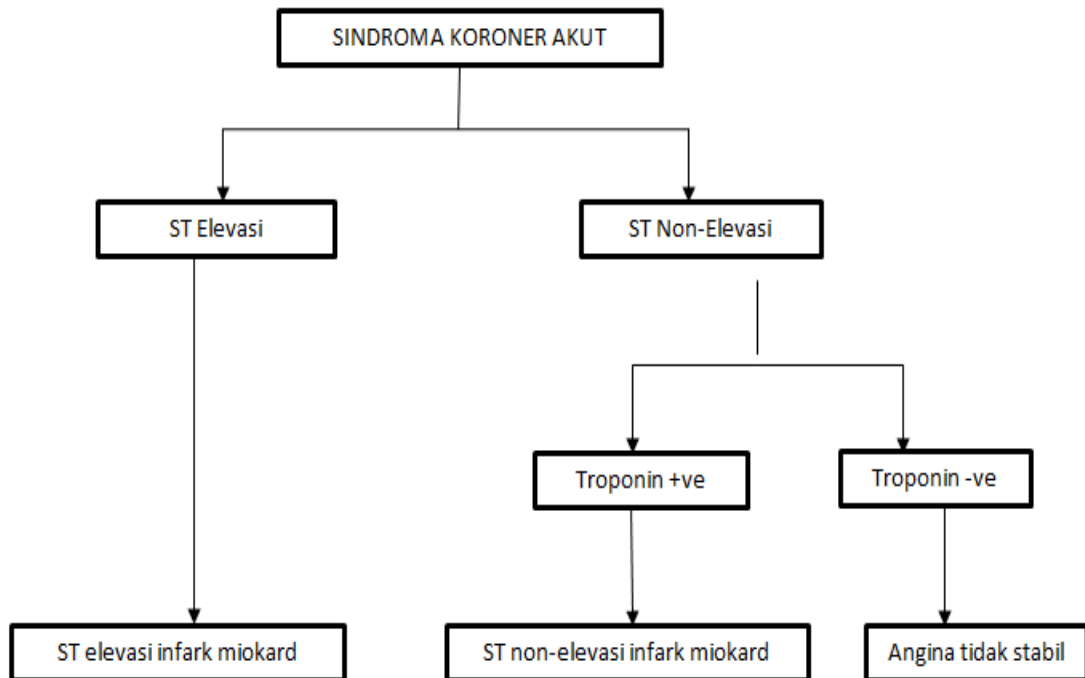 SINDROMA KORONER AKUT
ST Elevasi
ST Non-Elevasi
Troponin +ve
Troponin -ve
ST elevasi infark miokard
ST non-elevasi infark miokard
Angina tidak stabil